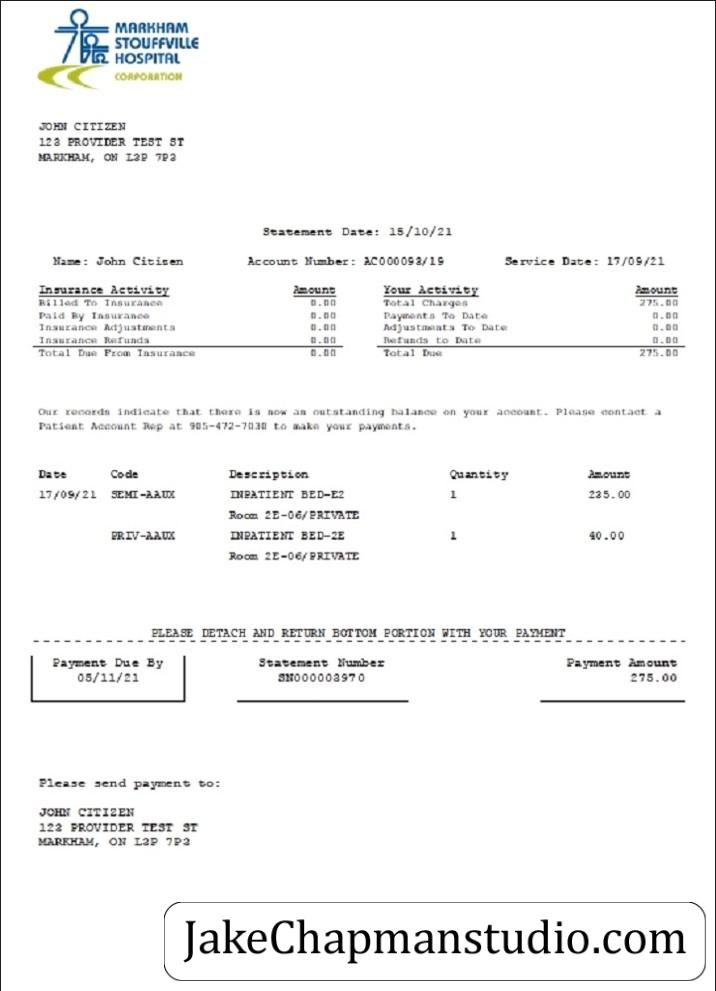 MARKHAM
STOUFFVILLE
HOSPITAL
CORPORATION
JOHN CITIZEN
123 PROVIDER TEST ST
MARKHAM, ON L3P 7P3
Statement Date: 15/10/21
Name: John Citizen Account Number: AC000093/19 Service Date: 17/09/21
Insurance Activity Amount Your Activity Amount
Billed To Insurance 0.00 Total Charges 275.00
Paid By Insurance 0.00 Payments To Date 0.00
Insurance Adjustments 0.00 Adjustments To Date 0.00
Insurance Refunds 0.00 Refunds to Date 0.00
Total Due From Insurance 0.00 Total Due 275.00
Our records indicate that there is now an outstanding balance on your account. Please contact a
Patient Account Rep at 905-472-7030 to make your payments.
Date Code Description Quantity Amount
17/09/21 SEMI-AAUX INPATIENT BED-E2 1 235.00
Room 2E-06/PRIVATE
PRIV-AAUX INPATIENT BED-2E 1 40.00
Room 2E-06/PRIVATE
PLEASE DETACH AND RETURN BOTTOM PORTION WITH YOUR PAYMENT
Payment Due By Statement Number Payment Amount
05/11/21 SN000003970 275.00
Please send payment to:
JOHN CITIZEN
123 PROVIDER TEST ST
MARKHAM, ON L3P 7P3
JakeChapmanstudio.com